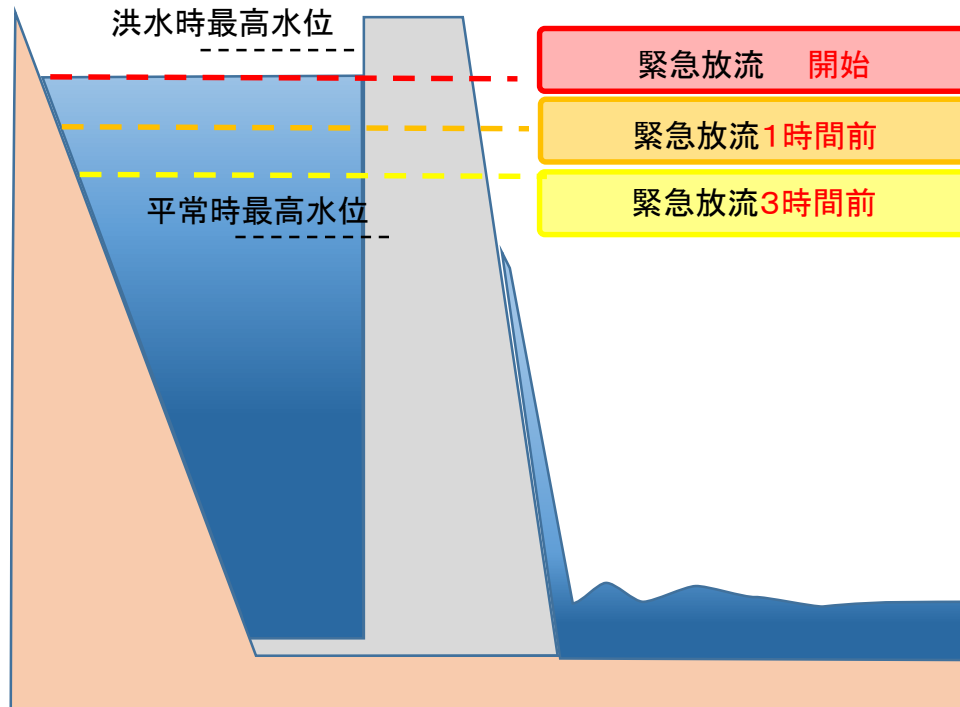 洪水時最高水位
緊急放流　開始
緊急放流1時間前
緊急放流3時間前
平常時最高水位